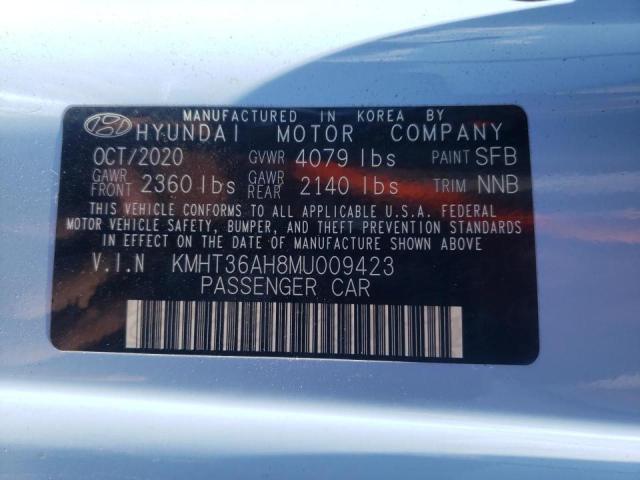 MANUFACTURED IN KOREA BY
HYUNDAI MOTOR COMPANY
OCT/2020 GVWR 4079 lbs PAINT SFB
GAWR FRONT 2360 lbs GAWR REAR 2140 lbs TRIM NNB
THIS VEHICLE CONFORMS TO ALL APPLICABLE U.S.A. FEDERAL
MOTOR VEHICLE SAFETY, BUMPER, AND THEFT PREVENTION STANDARDS
IN EFFECT ON THE DATE OF MANUFACTURE SHOWN ABOVE.
V.I.N KMHT36AH8MU009423
PASSENGER CAR